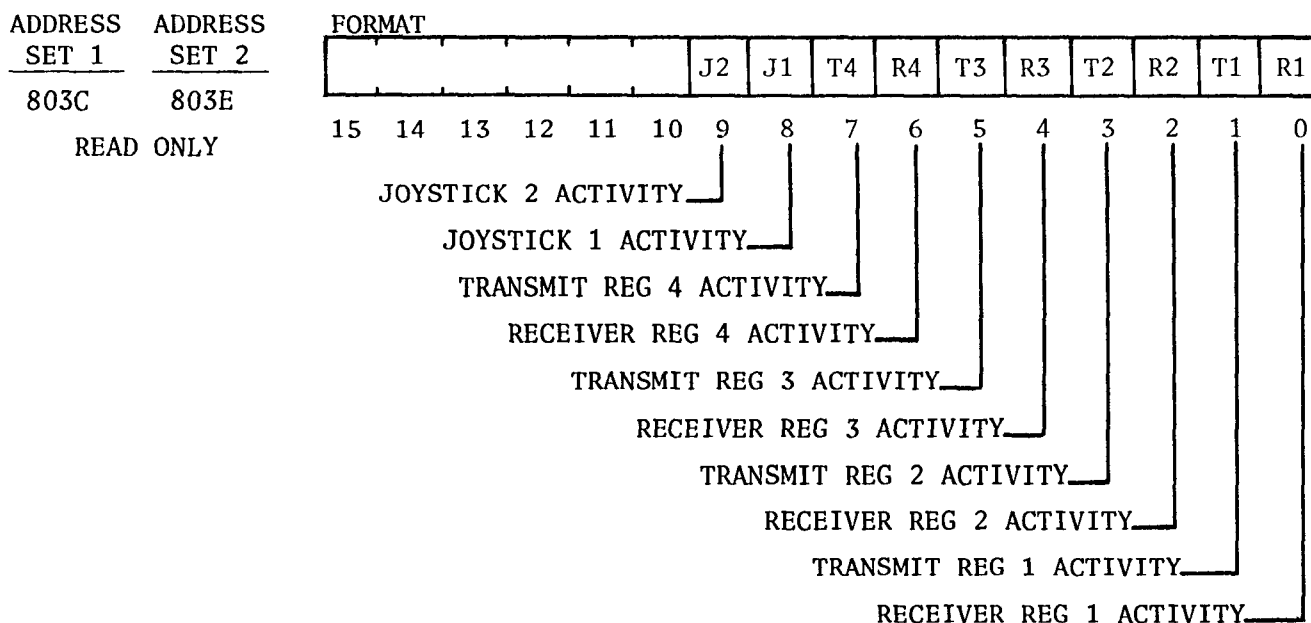 ADDRESS ADDRESS FORMAT
SET 1 SET 2
J2 J1 T4 R4 T3 R3 T2 R2 T1 R1
803C 803E
15 14 13 12 11 10 9 8 7 6 5 4 3 2 1 0
READ ONLY
JOYSTICK 2 ACTIVITY
JOYSTICK 1 ACTIVITY
TRANSMIT REG 4 ACTIVITY
RECEIVER REG 4 ACTIVITY
TRANSMIT REG 3 ACTIVITY
RECEIVER REG 3 ACTIVITY
TRANSMIT REG 2 ACTIVITY
RECEIVER REG 2 ACTIVITY
TRANSMIT REG 1 ACTIVITY
RECEIVER REG 1 ACTIVITY